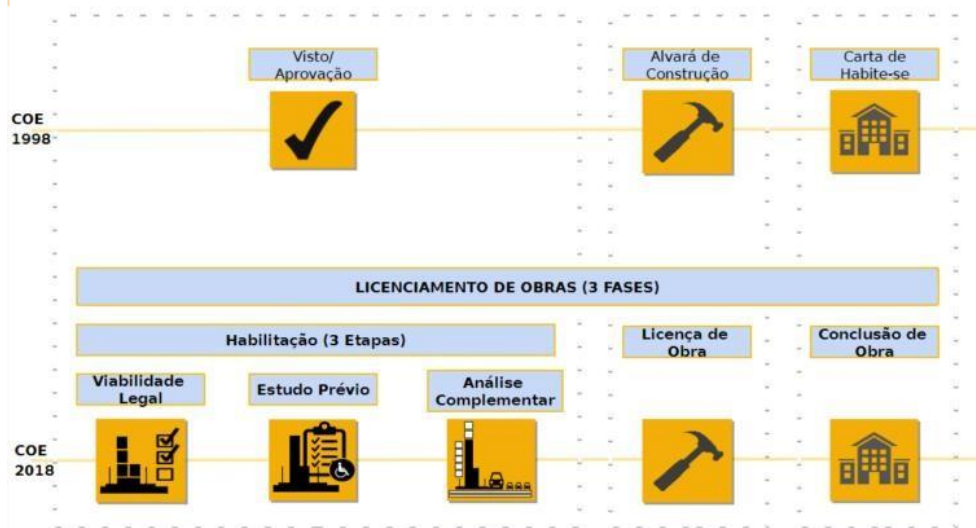 Visto/
Aprovação
Alvará de
Construção
Carta de
Habite-se
COE
1998
LICENCIAMENTO DE OBRAS (3 FASES)
Habilitação (3 Etapas)
Licença de
Obra
Conclusão de
Obra
Viabilidade
Legal
Estudo Prévio
Análise
Complementar
COE
2018